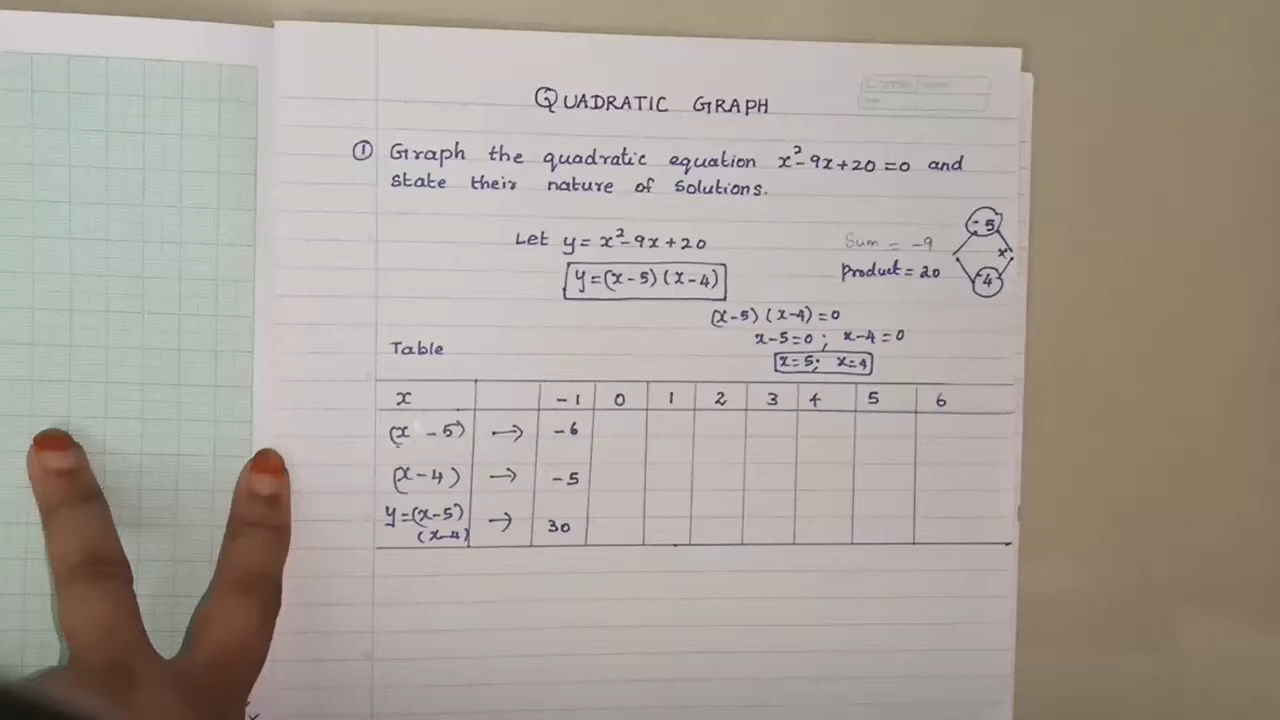 QUADRATIC GRAPH
① Graph the quadratic equation x²-9x+20=0 and
state their nature of solutions.
Let y=x²-9x+20
y=(x-5)(x-4)
Sum = -9
product = 20
-5
x
-4
(x-5)(x-4)=0
x-5=0 ; x-4=0
x=5; x=4
Table
x -1 0 1 2 3 4 5 6
(x -5) → -6
(x-4) → -5
y=(x-5) → 30
(x-4)